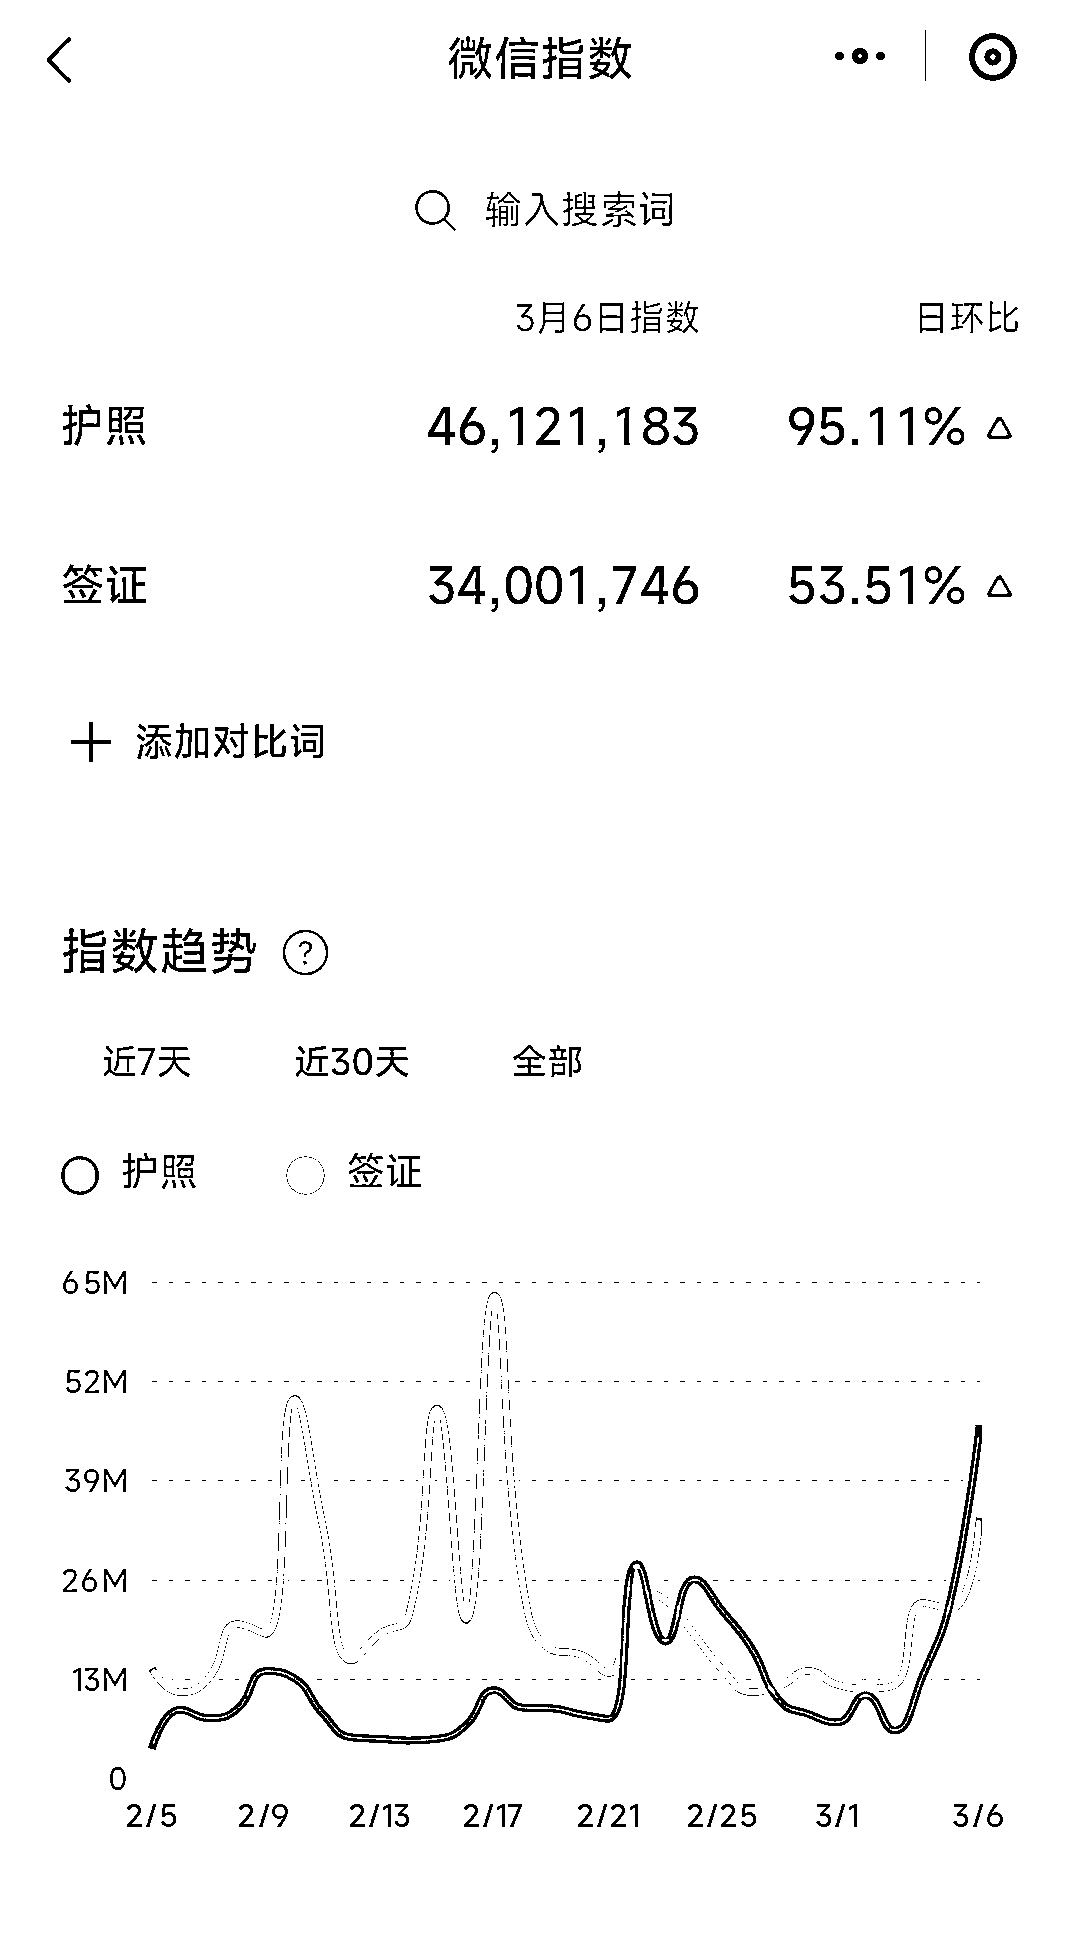 微信指数
输入搜索词
3月6日指数 日环比
护照 46,121,183 95.11%
签证 34,001,746 53.51%
添加对比词
指数趋势 ?
近7天 近30天 全部
护照 签证
65M
52M
39M
26M
13M
0
2/5 2/9 2/13 2/17 2/21 2/25 3/1 3/6